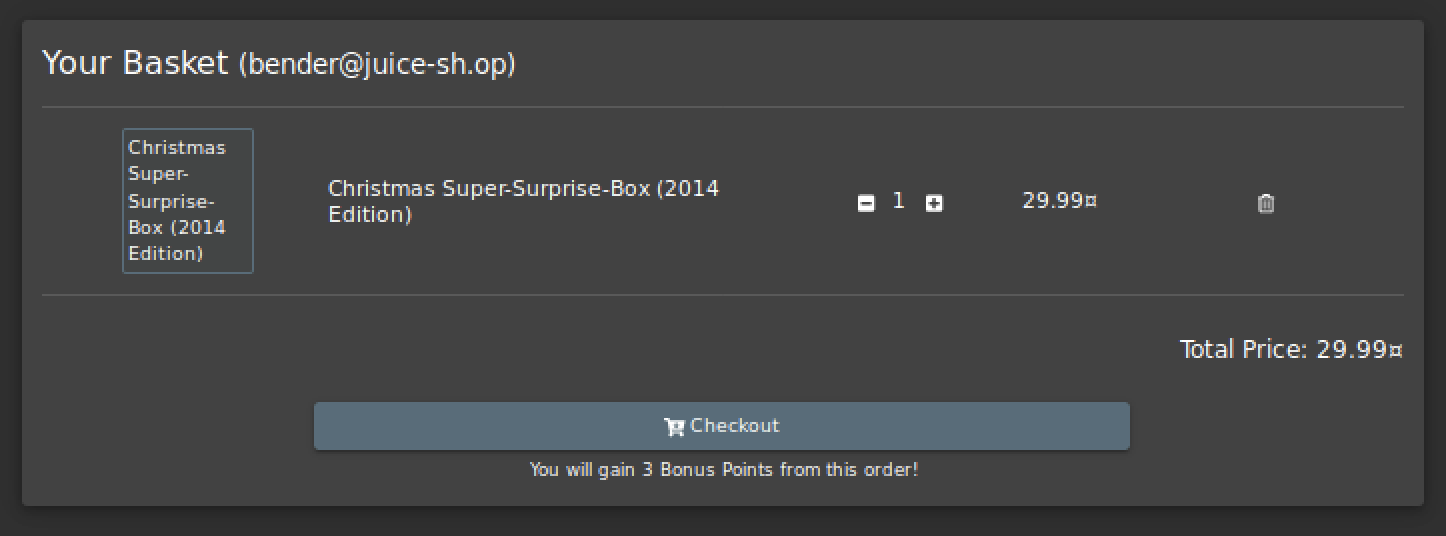 Your Basket (bender@juice-sh.op)
Christmas
Super-
Surprise-
Box (2014
Edition)
Christmas Super-Surprise-Box (2014
Edition)
1
29.99¤
Total Price: 29.99¤
Checkout
You will gain 3 Bonus Points from this order!